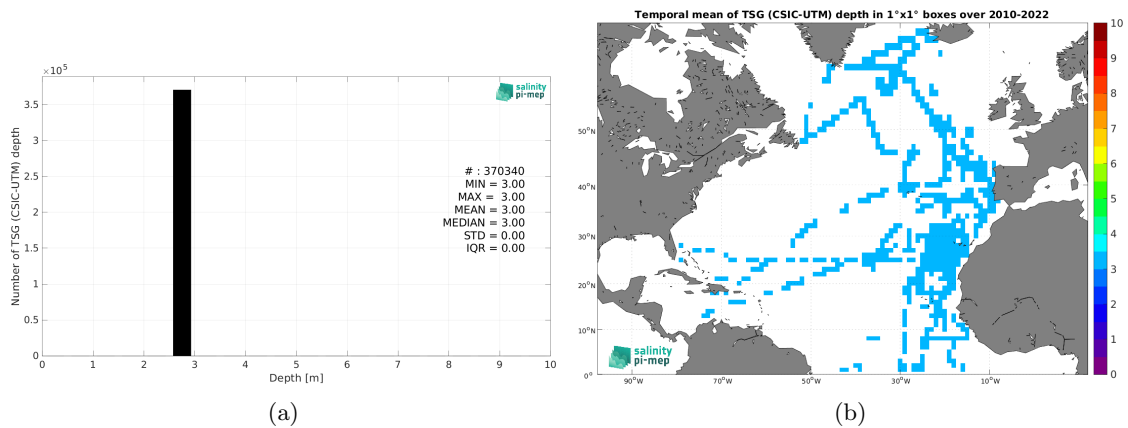 ×10⁵
3.5
3
2.5
2
1.5
1
0.5
0
Number of TSG (CSIC-UTM) depth
salinity
pi-mep
# : 370340
MIN = 3.00
MAX = 3.00
MEAN = 3.00
MEDIAN = 3.00
STD = 0.00
IQR = 0.00
0 1 2 3 4 5 6 7 8 9 10
Depth [m]
(a)
Temporal mean of TSG (CSIC-UTM) depth in 1°x1° boxes over 2010-2022
50°N
40°N
30°N
20°N
10°N
0°
salinity
pi-mep
90°W 70°W 50°W 30°W 10°W
10
9
8
7
6
5
4
3
2
1
0
(b)